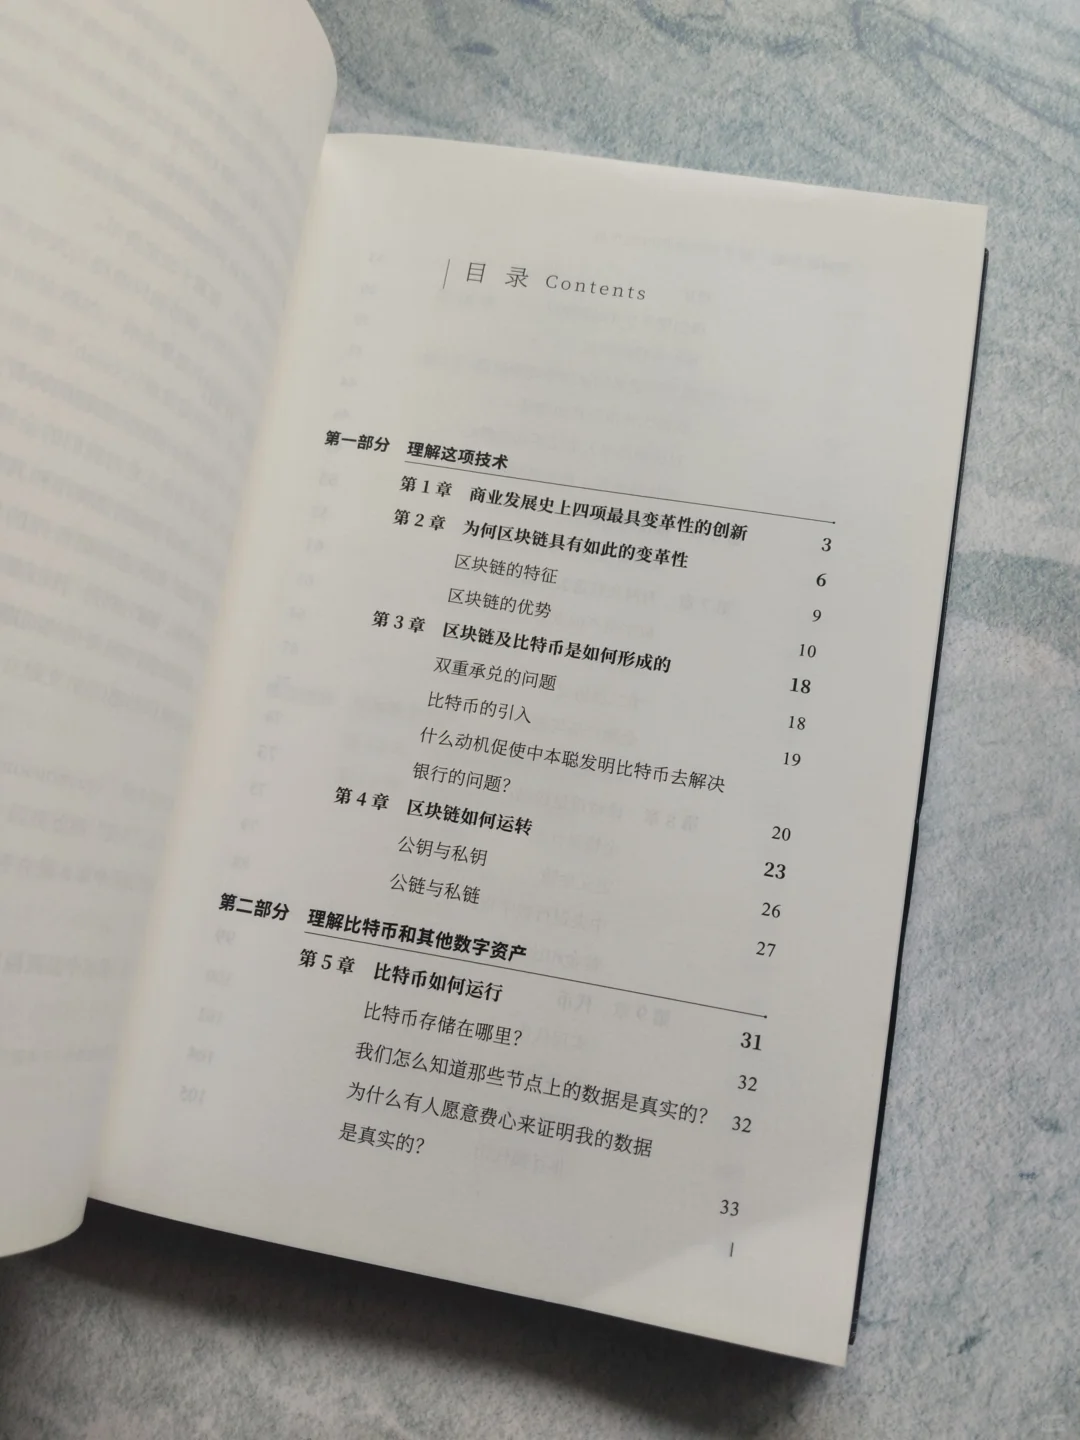 目 录 Contents
第一部分 理解这项技术
第 1 章 商业发展史上四项最具变革性的创新 3
第 2 章 为何区块链具有如此的变革性 6
区块链的特征 9
区块链的优势 10
第 3 章 区块链及比特币是如何形成的 18
双重承兑的问题 18
比特币的引入 19
什么动机促使中本聪发明比特币去解决
银行的问题? 20
第 4 章 区块链如何运转 23
公钥与私钥 26
公链与私链 27
第二部分 理解比特币和其他数字资产
第 5 章 比特币如何运行 31
比特币存储在哪里? 32
我们怎么知道那些节点上的数据是真实的? 32
为什么有人愿意费心来证明我的数据
是真实的? 33
I